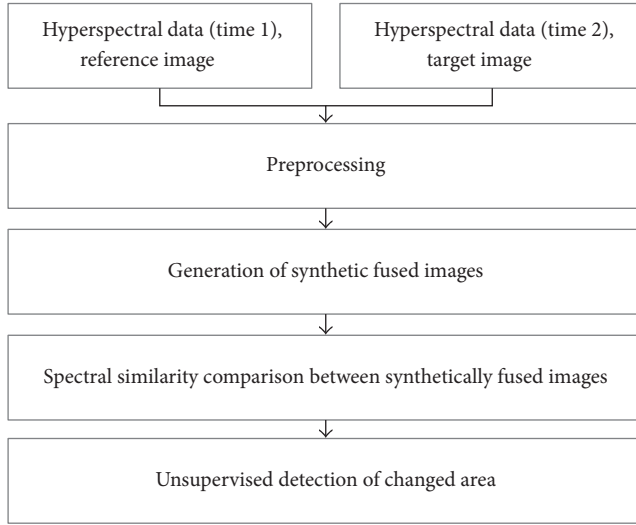 Hyperspectral data (time 1),
reference image
Hyperspectral data (time 2),
target image
Preprocessing
Generation of synthetic fused images
Spectral similarity comparison between synthetically fused images
Unsupervised detection of changed area